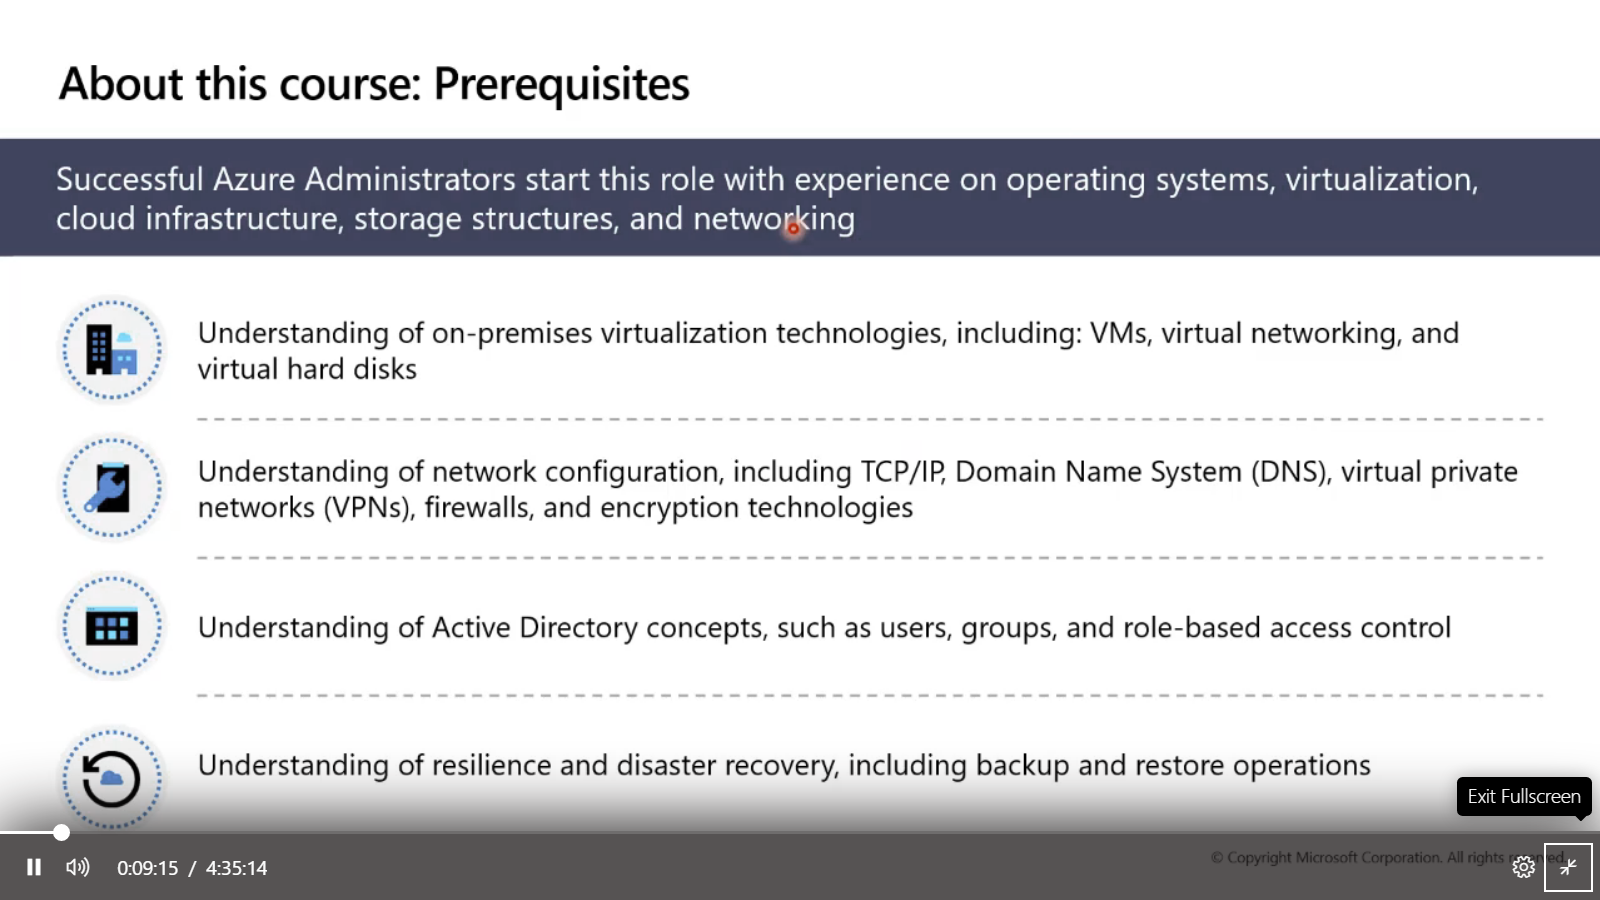 About this course: Prerequisites
Successful Azure Administrators start this role with experience on operating systems, virtualization,
cloud infrastructure, storage structures, and networking
Understanding of on-premises virtualization technologies, including: VMs, virtual networking, and
virtual hard disks
Understanding of network configuration, including TCP/IP, Domain Name System (DNS), virtual private
networks (VPNs), firewalls, and encryption technologies
Understanding of Active Directory concepts, such as users, groups, and role-based access control
Understanding of resilience and disaster recovery, including backup and restore operations
Exit Fullscreen
0:09:15 / 4:35:14
© Copyright Microsoft Corporation. All rights reserved.